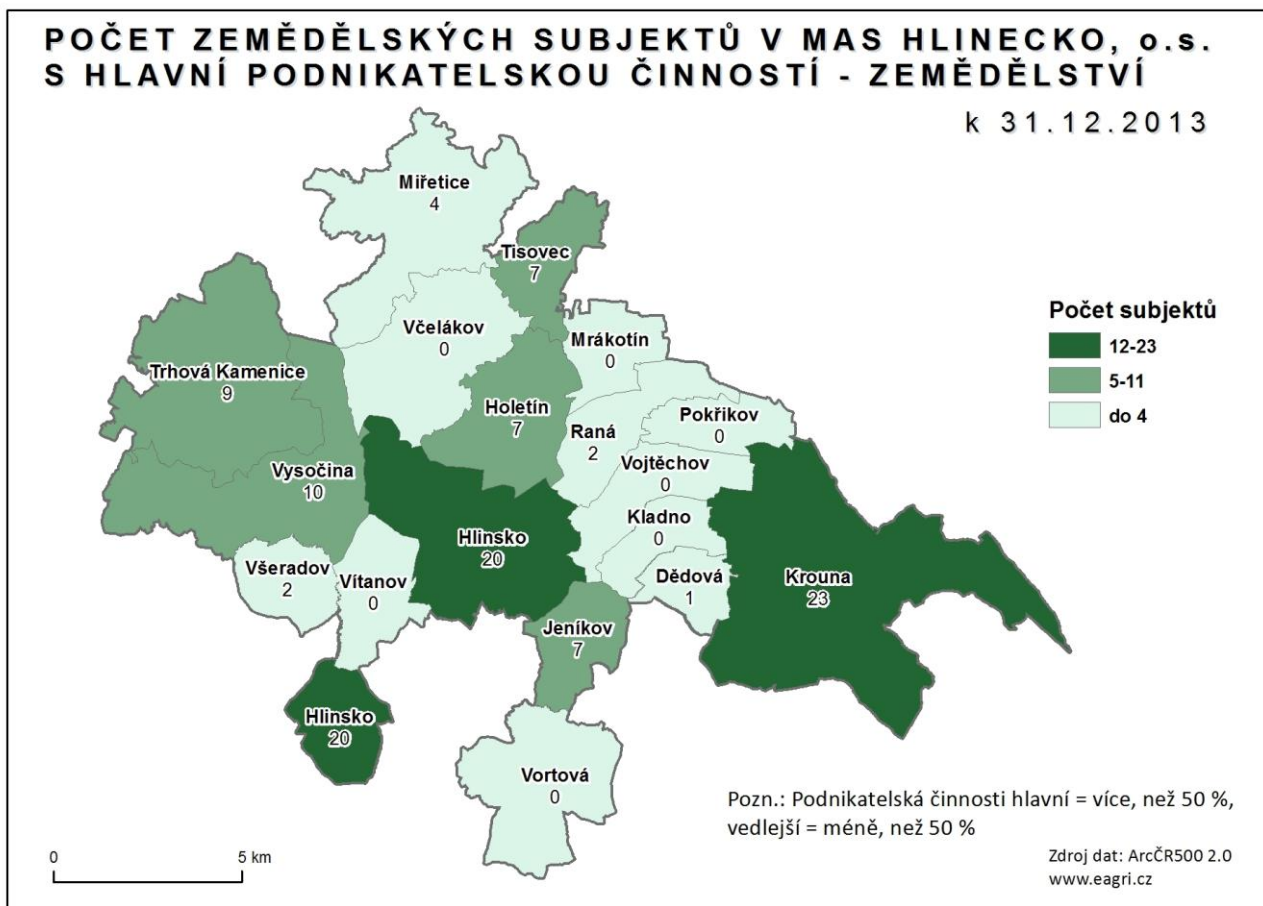 POČET ZEMĚDĚLSKÝCH SUBJEKTŮ V MAS HLINECKO, o.s.
S HLAVNÍ PODNIKATELSKOU ČINNOSTÍ - ZEMĚDĚLSTVÍ
k 31.12.2013
Miřetice
4
Tisovec
7
Včelákov
0
Mrákotín
0
Trhová Kamenice
9
Holetín
7
Pokřikov
0
Raná
2
Vojtěchov
0
Vysočina
10
Kladno
0
Hlinsko
20
Všeradov
2
Vítanov
0
Dědová
1
Krouna
23
Jeníkov
7
Hlinsko
20
Vortová
0
Počet subjektů
12-23
5-11
do 4
Pozn.: Podnikatelská činnosti hlavní = více, než 50 %,
vedlejší = méně, než 50 %
Zdroj dat: ArcČR500 2.0
www.eagri.cz
0 5 km